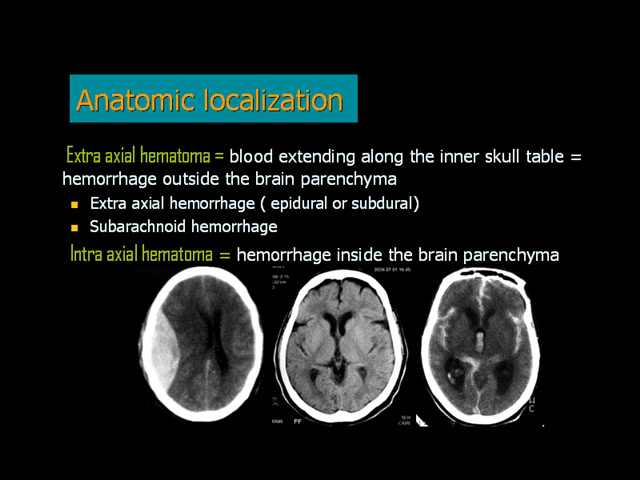 Anatomic localization
Extra axial hematoma = blood extending along the inner skull table =
hemorrhage outside the brain parenchyma
Extra axial hemorrhage ( epidural or subdural)
Subarachnoid hemorrhage
Intra axial hematoma = hemorrhage inside the brain parenchyma
PF
C